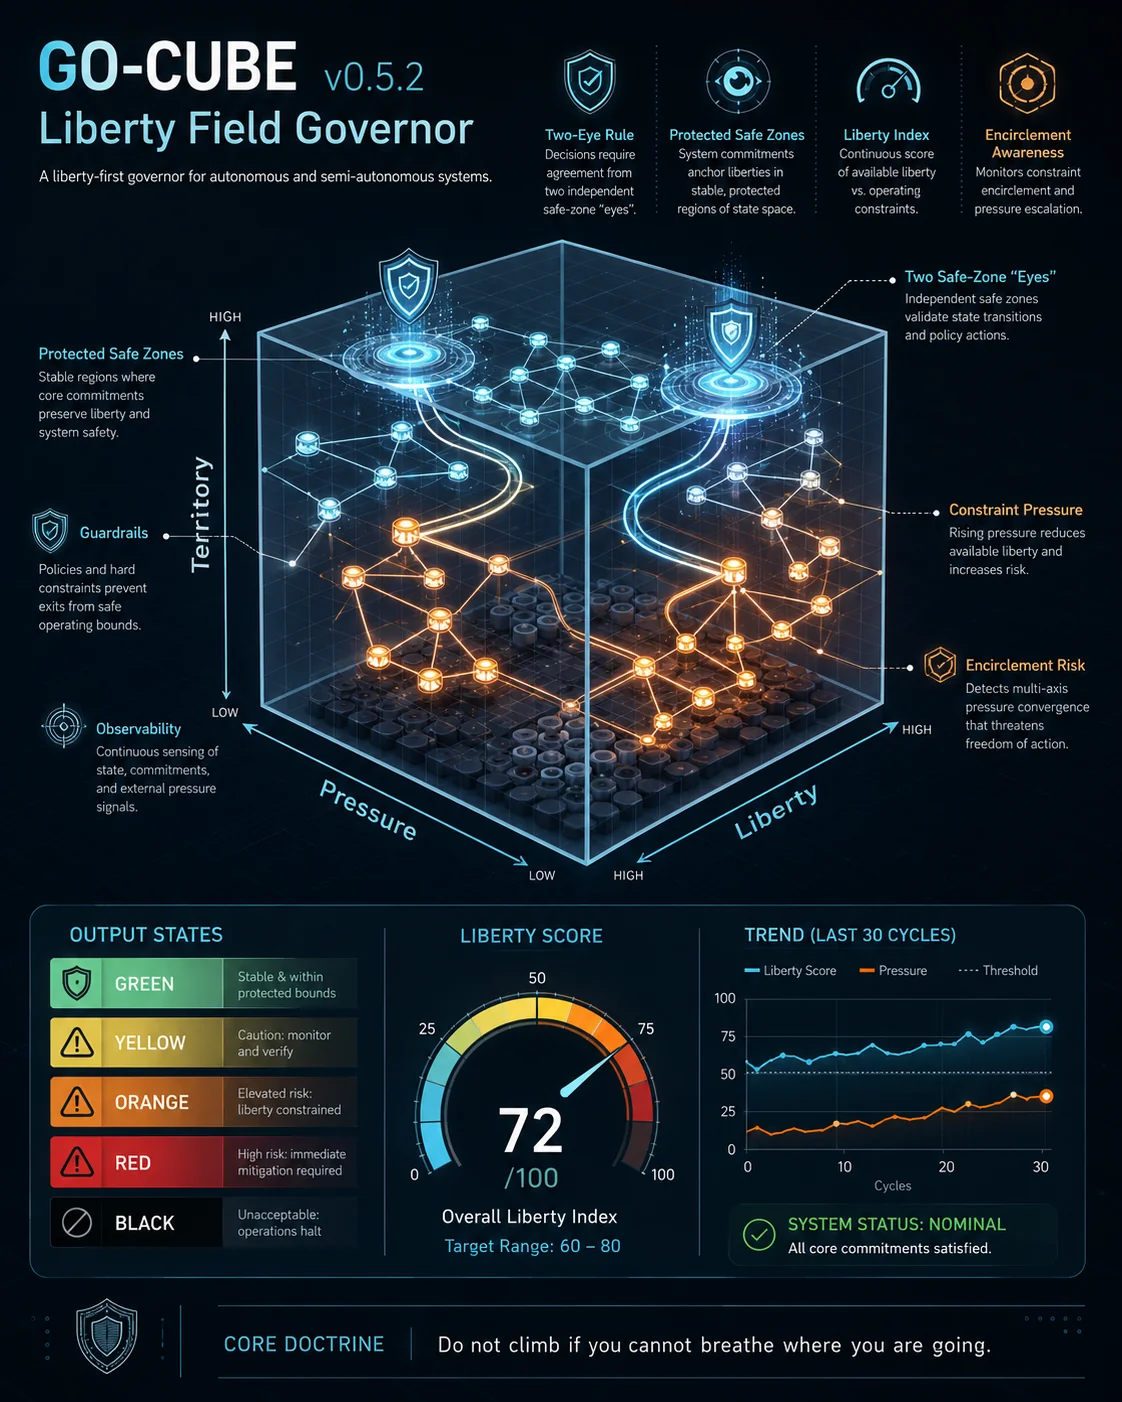 GO-CUBE v0.5.2
Liberty Field Governor
A liberty-first governor for autonomous and semi-autonomous systems.
Two-Eye Rule
Decisions require
agreement from
two independent
safe-zone “eyes”.
Protected Safe Zones
System commitments
anchor liberties in
stable, protected
regions of state space.
Liberty Index
Continuous score
of available liberty
vs. operating
constraints.
Encirclement
Awareness
Monitors constraint
encirclement and
pressure escalation.
Two Safe-Zone “Eyes”
Independent safe zones
validate state transitions
and policy actions.
HIGH
Protected Safe Zones
Stable regions where
core commitments
preserve liberty and
system safety.
Territory
Guardrails
Policies and hard
constraints prevent
exits from safe
operating bounds.
Constraint Pressure
Rising pressure reduces
available liberty and
increases risk.
Encirclement Risk
Detects multi-axis
pressure convergence
that threatens
freedom of action.
LOW
Observability
Continuous sensing of
state, commitments,
and external pressure
signals.
HIGH
Pressure
Liberty
LOW
HIGH
OUTPUT STATES
GREEN
Stable & within
protected bounds
YELLOW
Caution: monitor
and verify
ORANGE
Elevated risk:
liberty constrained
RED
High risk: immediate
mitigation required
BLACK
Unacceptable:
operations halt
LIBERTY SCORE
0
25
50
75
100
72
/100
Overall Liberty Index
Target Range: 60 – 80
TREND (LAST 30 CYCLES)
Liberty Score
Pressure
Threshold
100
75
50
25
0
0
10
20
30
Cycles
SYSTEM STATUS: NOMINAL
All core commitments satisfied.
CORE DOCTRINE
Do not climb if you cannot breathe where you are going.